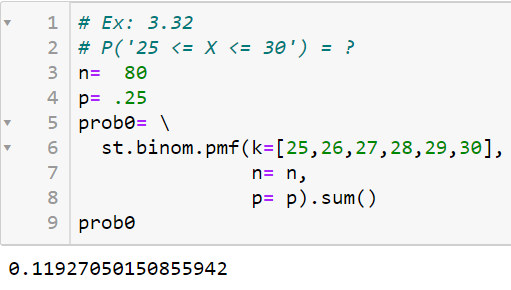 1 # Ex: 3.32
2 # P('25 <= X <= 30') = ?
3 n=  80
4 p= .25
5 prob0= \
6   st.binom.pmf(k=[25,26,27,28,29,30],
7                n= n,
8                p= p).sum()
9 prob0
0.11927050150855942